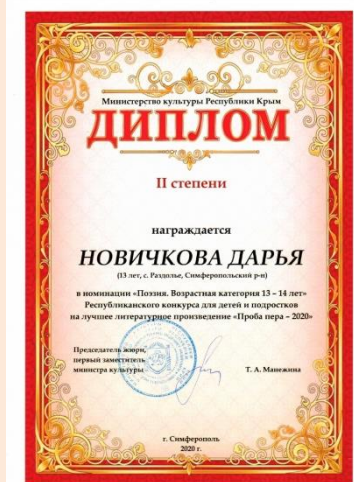 Министерство культуры Республики Крым
ДИПЛОМ
II степени
награждается
НОВИЧКОВА ДАРЬЯ
(13 лет, с. Раздолье, Симферопольский р-н)
в номинации «Поэзия. Возрастная категория 13 – 14 лет»
Республиканского конкурса для детей и подростков
на лучшее литературное произведение «Проба пера – 2020»
Председатель жюри,
первый заместитель
министра культуры
Т. А. Манежина
г. Симферополь
2020 г.